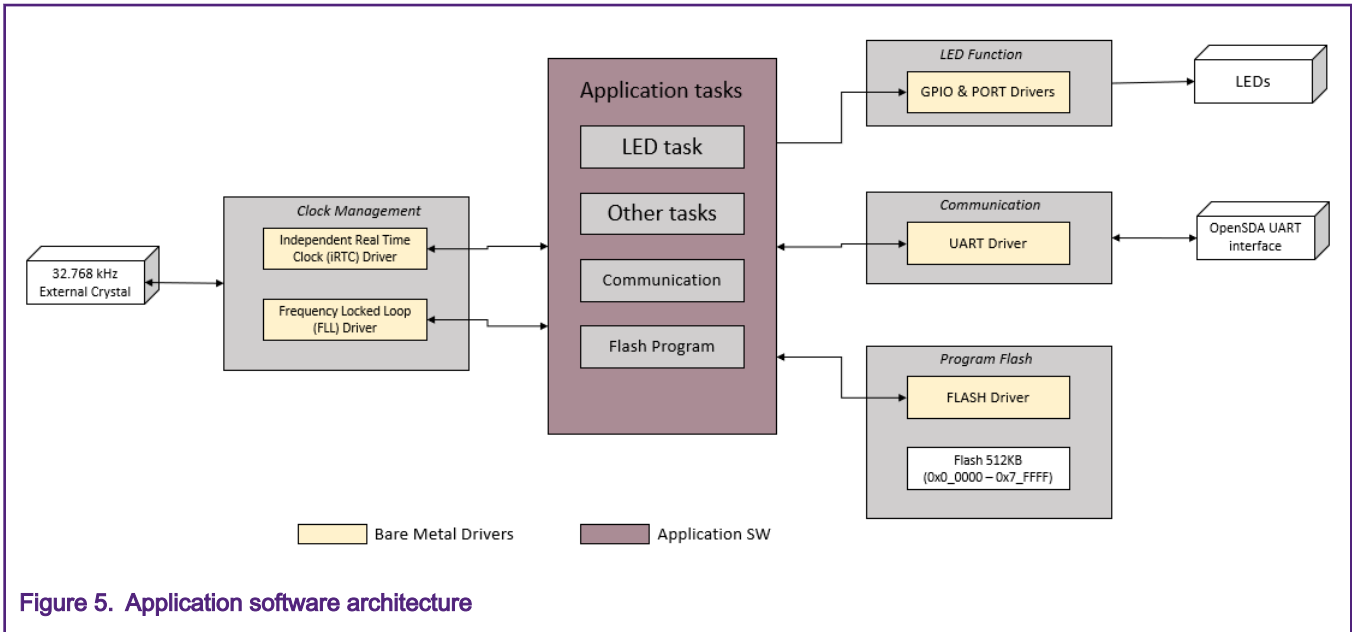 32.768 kHz
External Crystal
Clock Management
Independent Real Time
Clock (iRTC) Driver
Frequency Locked Loop
(FLL) Driver
Application tasks
LED task
Other tasks
Communication
Flash Program
LED Function
GPIO & PORT Drivers
LEDs
Communication
UART Driver
OpenSDA UART
interface
Program Flash
FLASH Driver
Flash 512KB
(0x0_0000 – 0x7_FFFF)
Bare Metal Drivers
Application SW
Figure 5. Application software architecture